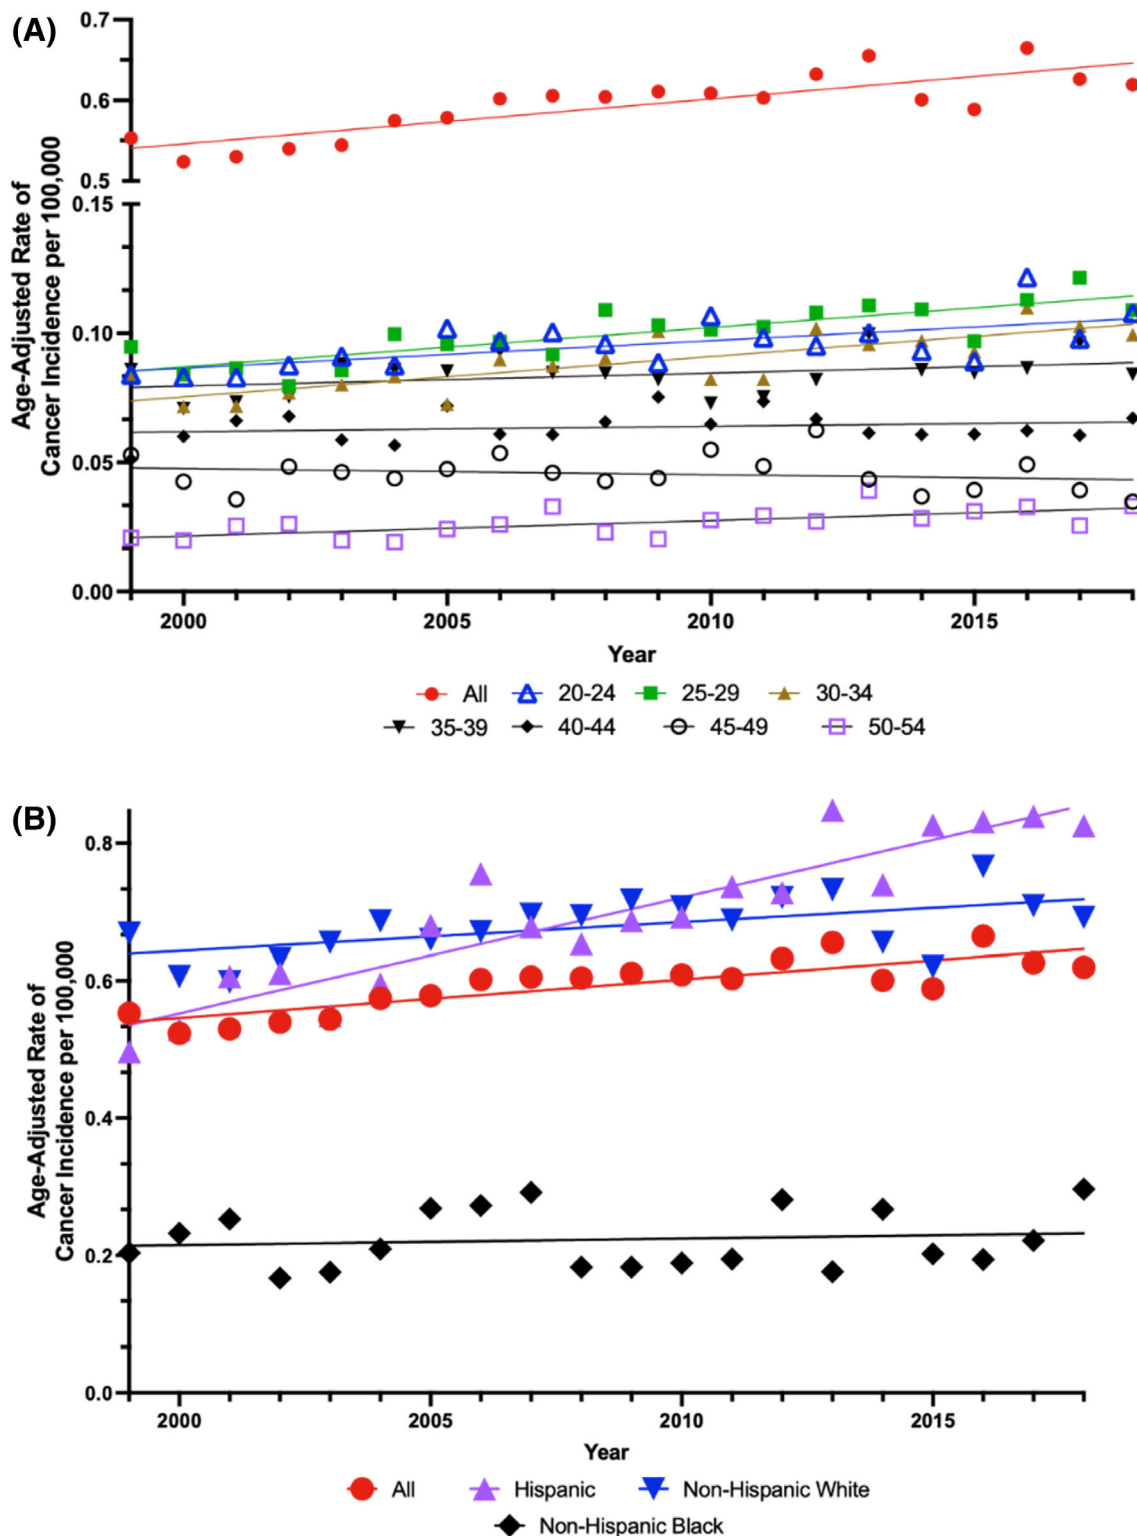 (A)
Age-Adjusted Rate of
Cancer Incidence per 100,000
0.7
0.6
0.5
0.15
0.10
0.05
0.00
2000 2005 2010 2015
Year
All 20-24 25-29 30-34
35-39 40-44 45-49 50-54
(B)
Age-Adjusted Rate of
Cancer Incidence per 100,000
0.8
0.6
0.4
0.2
0.0
2000 2005 2010 2015
Year
All Hispanic Non-Hispanic White
Non-Hispanic Black